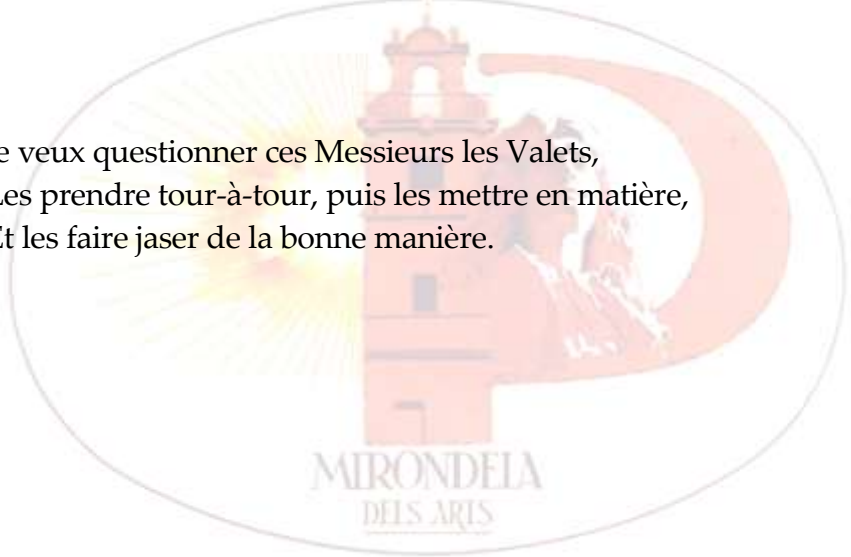 e veux questionner ces Messieurs les Valets,
Les prendre tour-à-tour, puis les mettre en matière,
Et les faire jaser de la bonne manière.
MIRONDELA
DELS ARTS